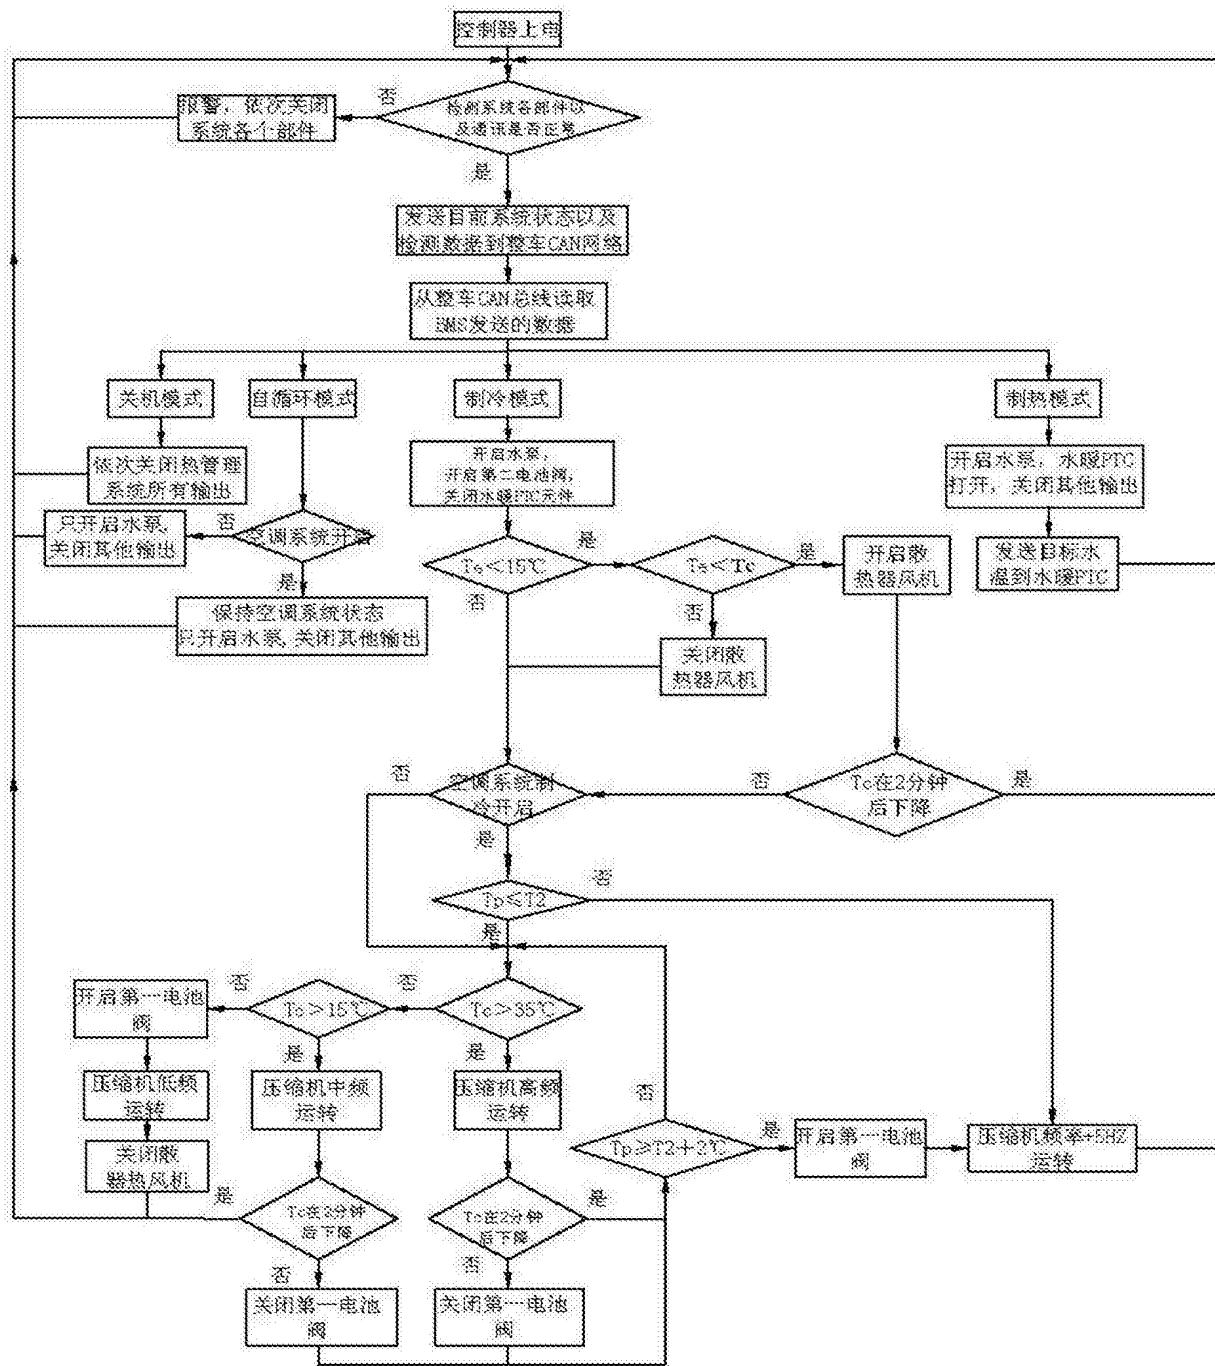 控制器上电
否
报警，依次关闭
系统各个部件
检测系统各部件以
及通讯是否正常
是
发送目前系统状态以及
检测数据到整车CAN网络
从整车CAN总线读取
BMS发送的数据
关机模式
自循环模式
制冷模式
制热模式
依次关闭热管理
系统所有输出
开启水泵，
开启第二电池阀，
关闭水暖PTC元件
开启水泵，水暖PTC
打开，关闭其他输出
只开启水泵，
关闭其他输出
否
空调系统开启
是
保持空调系统状态
只开启水泵，关闭其他输出
Ta＜15℃
是
否
Ta＜Tc
是
否
开启散
热器风机
发送目标水
温到水暖PTC
关闭散
热器风机
否
空调系统制
冷开启
是
否
Tc在2分钟
后下降
是
Tp≤T2
否
是
开启第一电池
阀
否
Tc＞15℃
是
否
Tc＞35℃
是
压缩机低频
运转
压缩机中频
运转
压缩机高频
运转
否
关闭散
器热风机
Tp≥T2＋2℃
是
开启第一电池
阀
压缩机频率+5HZ
运转
是
Tc在2分钟
后下降
否
Tc在2分钟
后下降
是
否
关闭第一电池
阀
关闭第一电池
阀